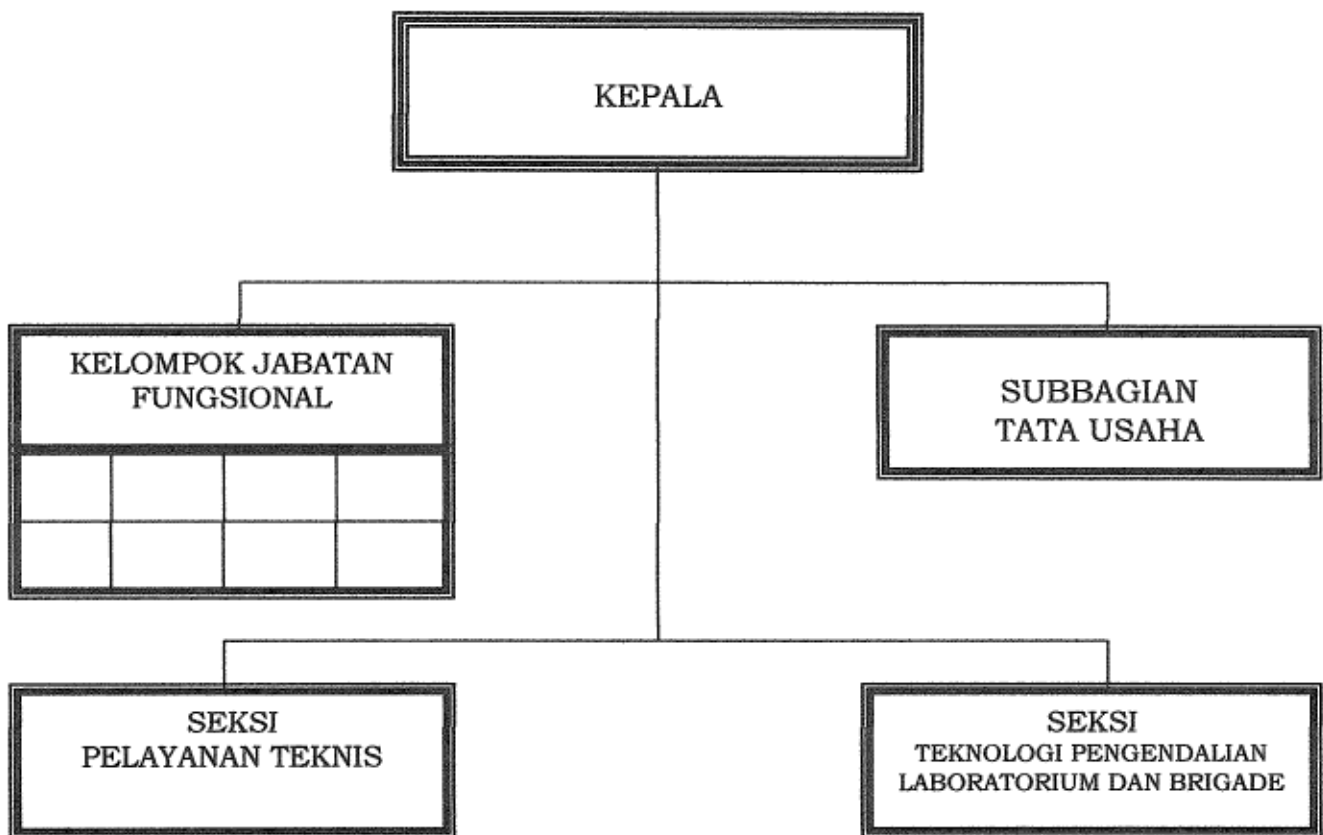 KEPALA
KELOMPOK JABATAN
FUNGSIONAL
SUBBAGIAN
TATA USAHA
SEKSI
PELAYANAN TEKNIS
SEKSI
TEKNOLOGI PENGENDALIAN
LABORATORIUM DAN BRIGADE